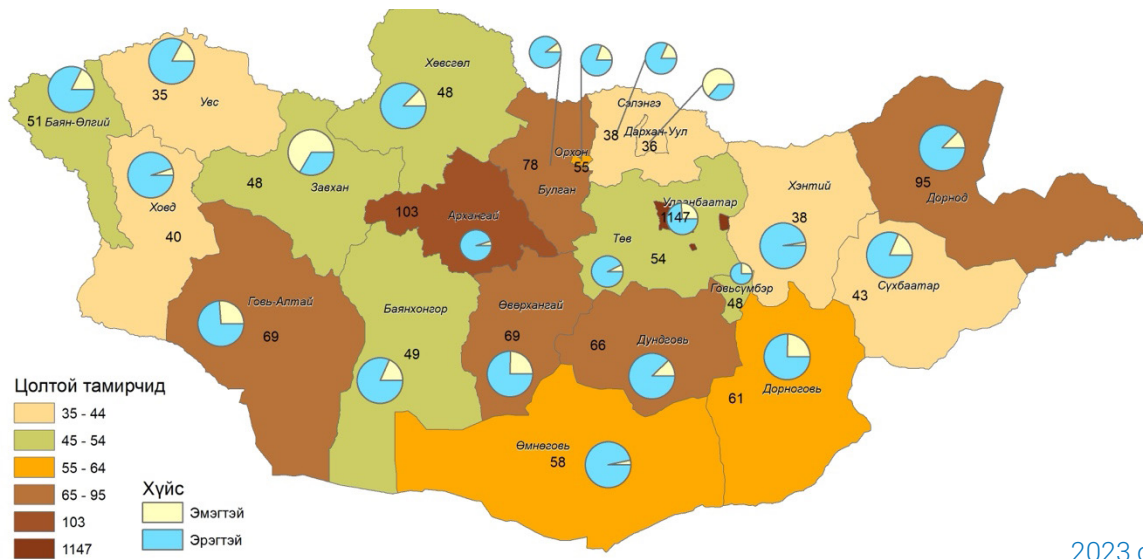 Хөвсгөл
48
35
Увс
51
Баян-Өлгий
Сэлэнгэ
38
Дархан-Уул
36
Орхон
55
78
Булган
48
Завхан
Ховд
40
103
Архангай
Улаанбаатар
1147
Хэнтий
38
95
Дорнод
Төв
54
Говьсүмбэр
48
43
Сүхбаатар
Говь-Алтай
69
Баянхонгор
49
Өвөрхангай
69
66
Дундговь
61
Дорноговь
Өмнөговь
58
Цолтой тамирчид
35 - 44
45 - 54
55 - 64
65 - 95
103
1147
Хүйс
Эмэгтэй
Эрэгтэй
2023